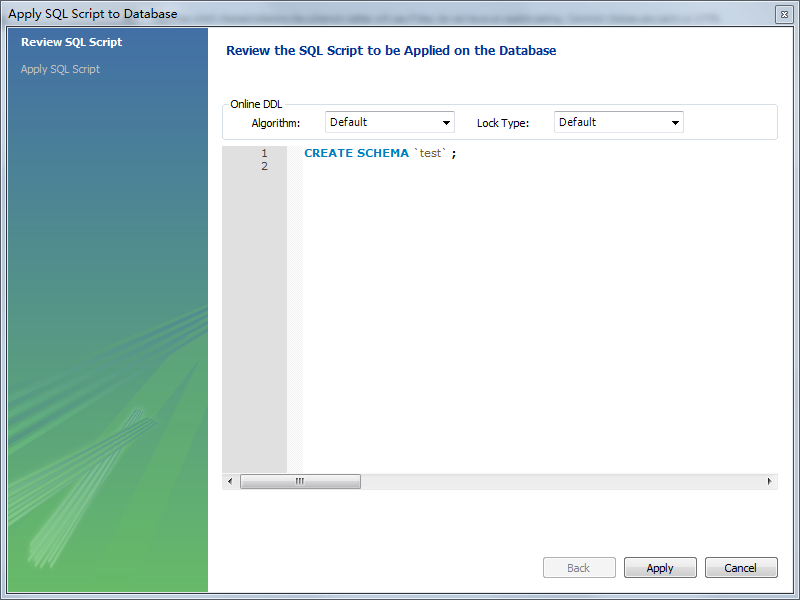 Apply SQL Script to Database
Review SQL Script
Apply SQL Script
Review the SQL Script to be Applied on the Database
Online DDL
Algorithm: Default Lock Type: Default
1 CREATE SCHEMA `test` ;
2
Back Apply Cancel